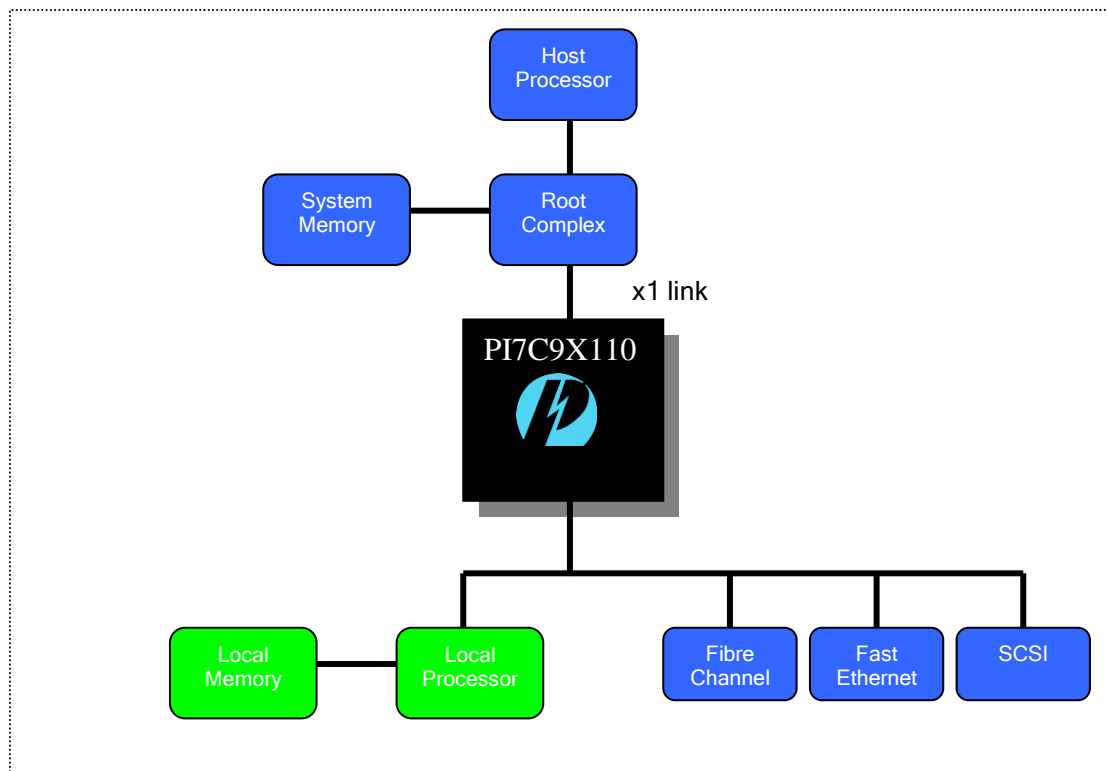 Host
Processor
System
Memory
Root
Complex
x1 link
PI7C9X110
Local
Memory
Local
Processor
Fibre
Channel
Fast
Ethernet
SCSI